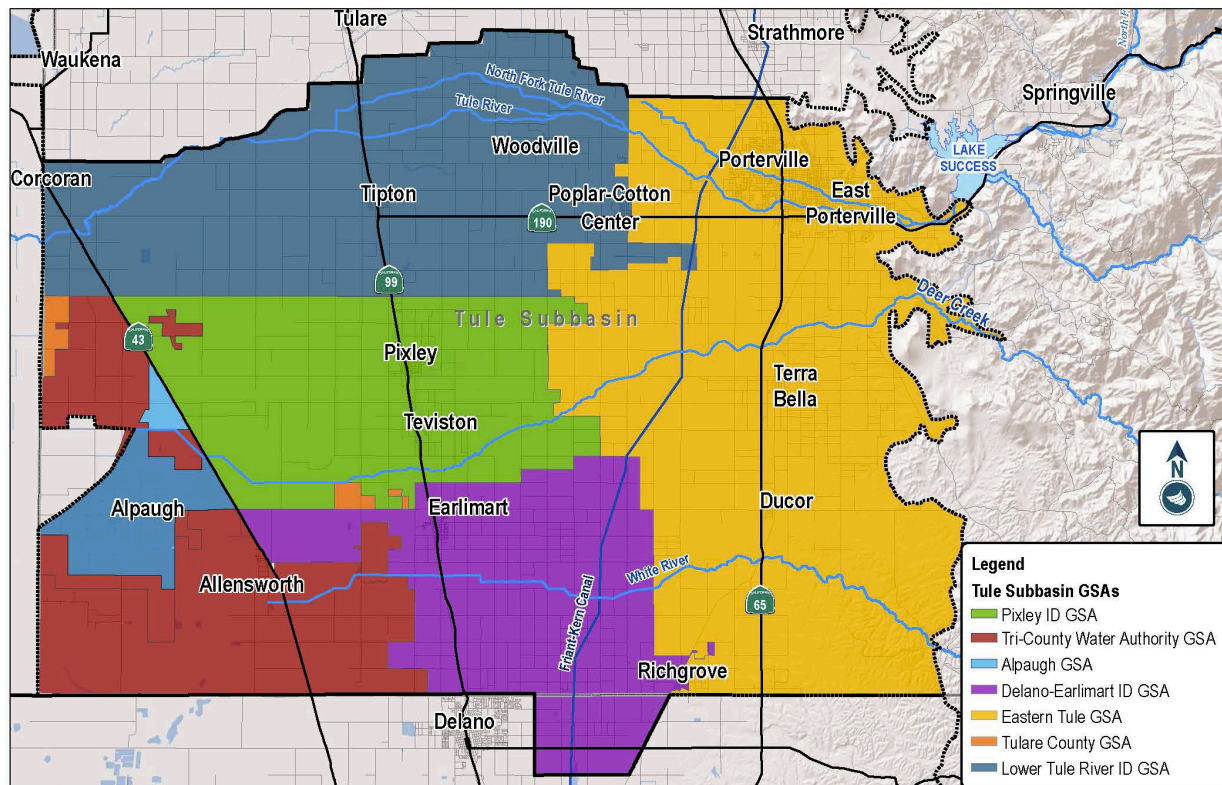 Tulare
Strathmore
Waukena
North F
Springville
North Fork Tule River
Tule River
Woodville
LAKE
SUCCESS
Porterville
Corcoran
Tipton
Poplar-Cotton
Center
East
Porterville
190
99
Deer Creek
Tule Subbasin
43
Pixley
Terra
Bella
Teviston
N
Alpaugh
Earlimart
Ducor
White River
Allensworth
65
Friant-Kern Canal
Richgrove
Delano
Legend
Tule Subbasin GSAs
Pixley ID GSA
Tri-County Water Authority GSA
Alpaugh GSA
Delano-Earlimart ID GSA
Eastern Tule GSA
Tulare County GSA
Lower Tule River ID GSA